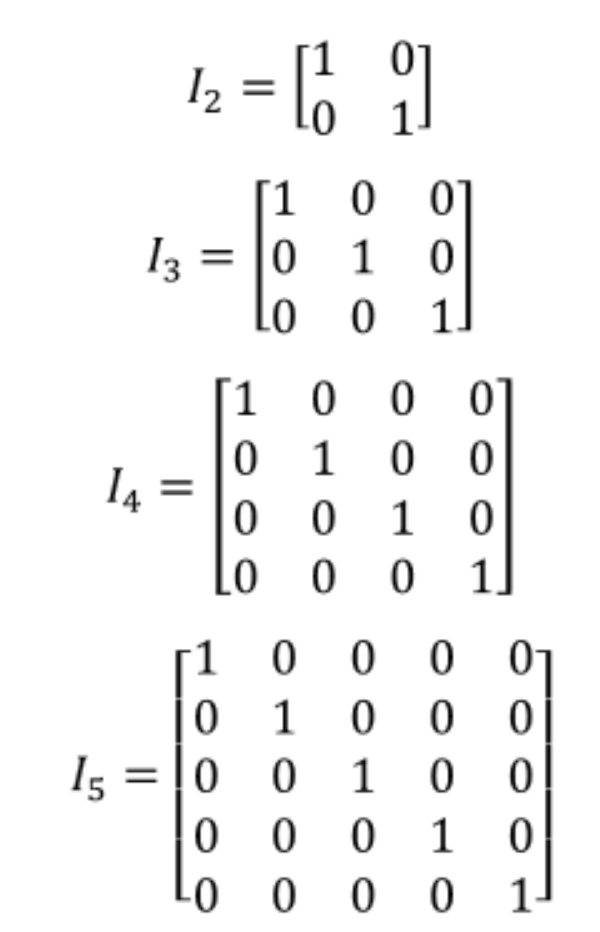 I₂ = [1 0
0 1]
I₃ = [1 0 0
0 1 0
0 0 1]
I₄ = [1 0 0 0
0 1 0 0
0 0 1 0
0 0 0 1]
I₅ = [1 0 0 0 0
0 1 0 0 0
0 0 1 0 0
0 0 0 1 0
0 0 0 0 1]